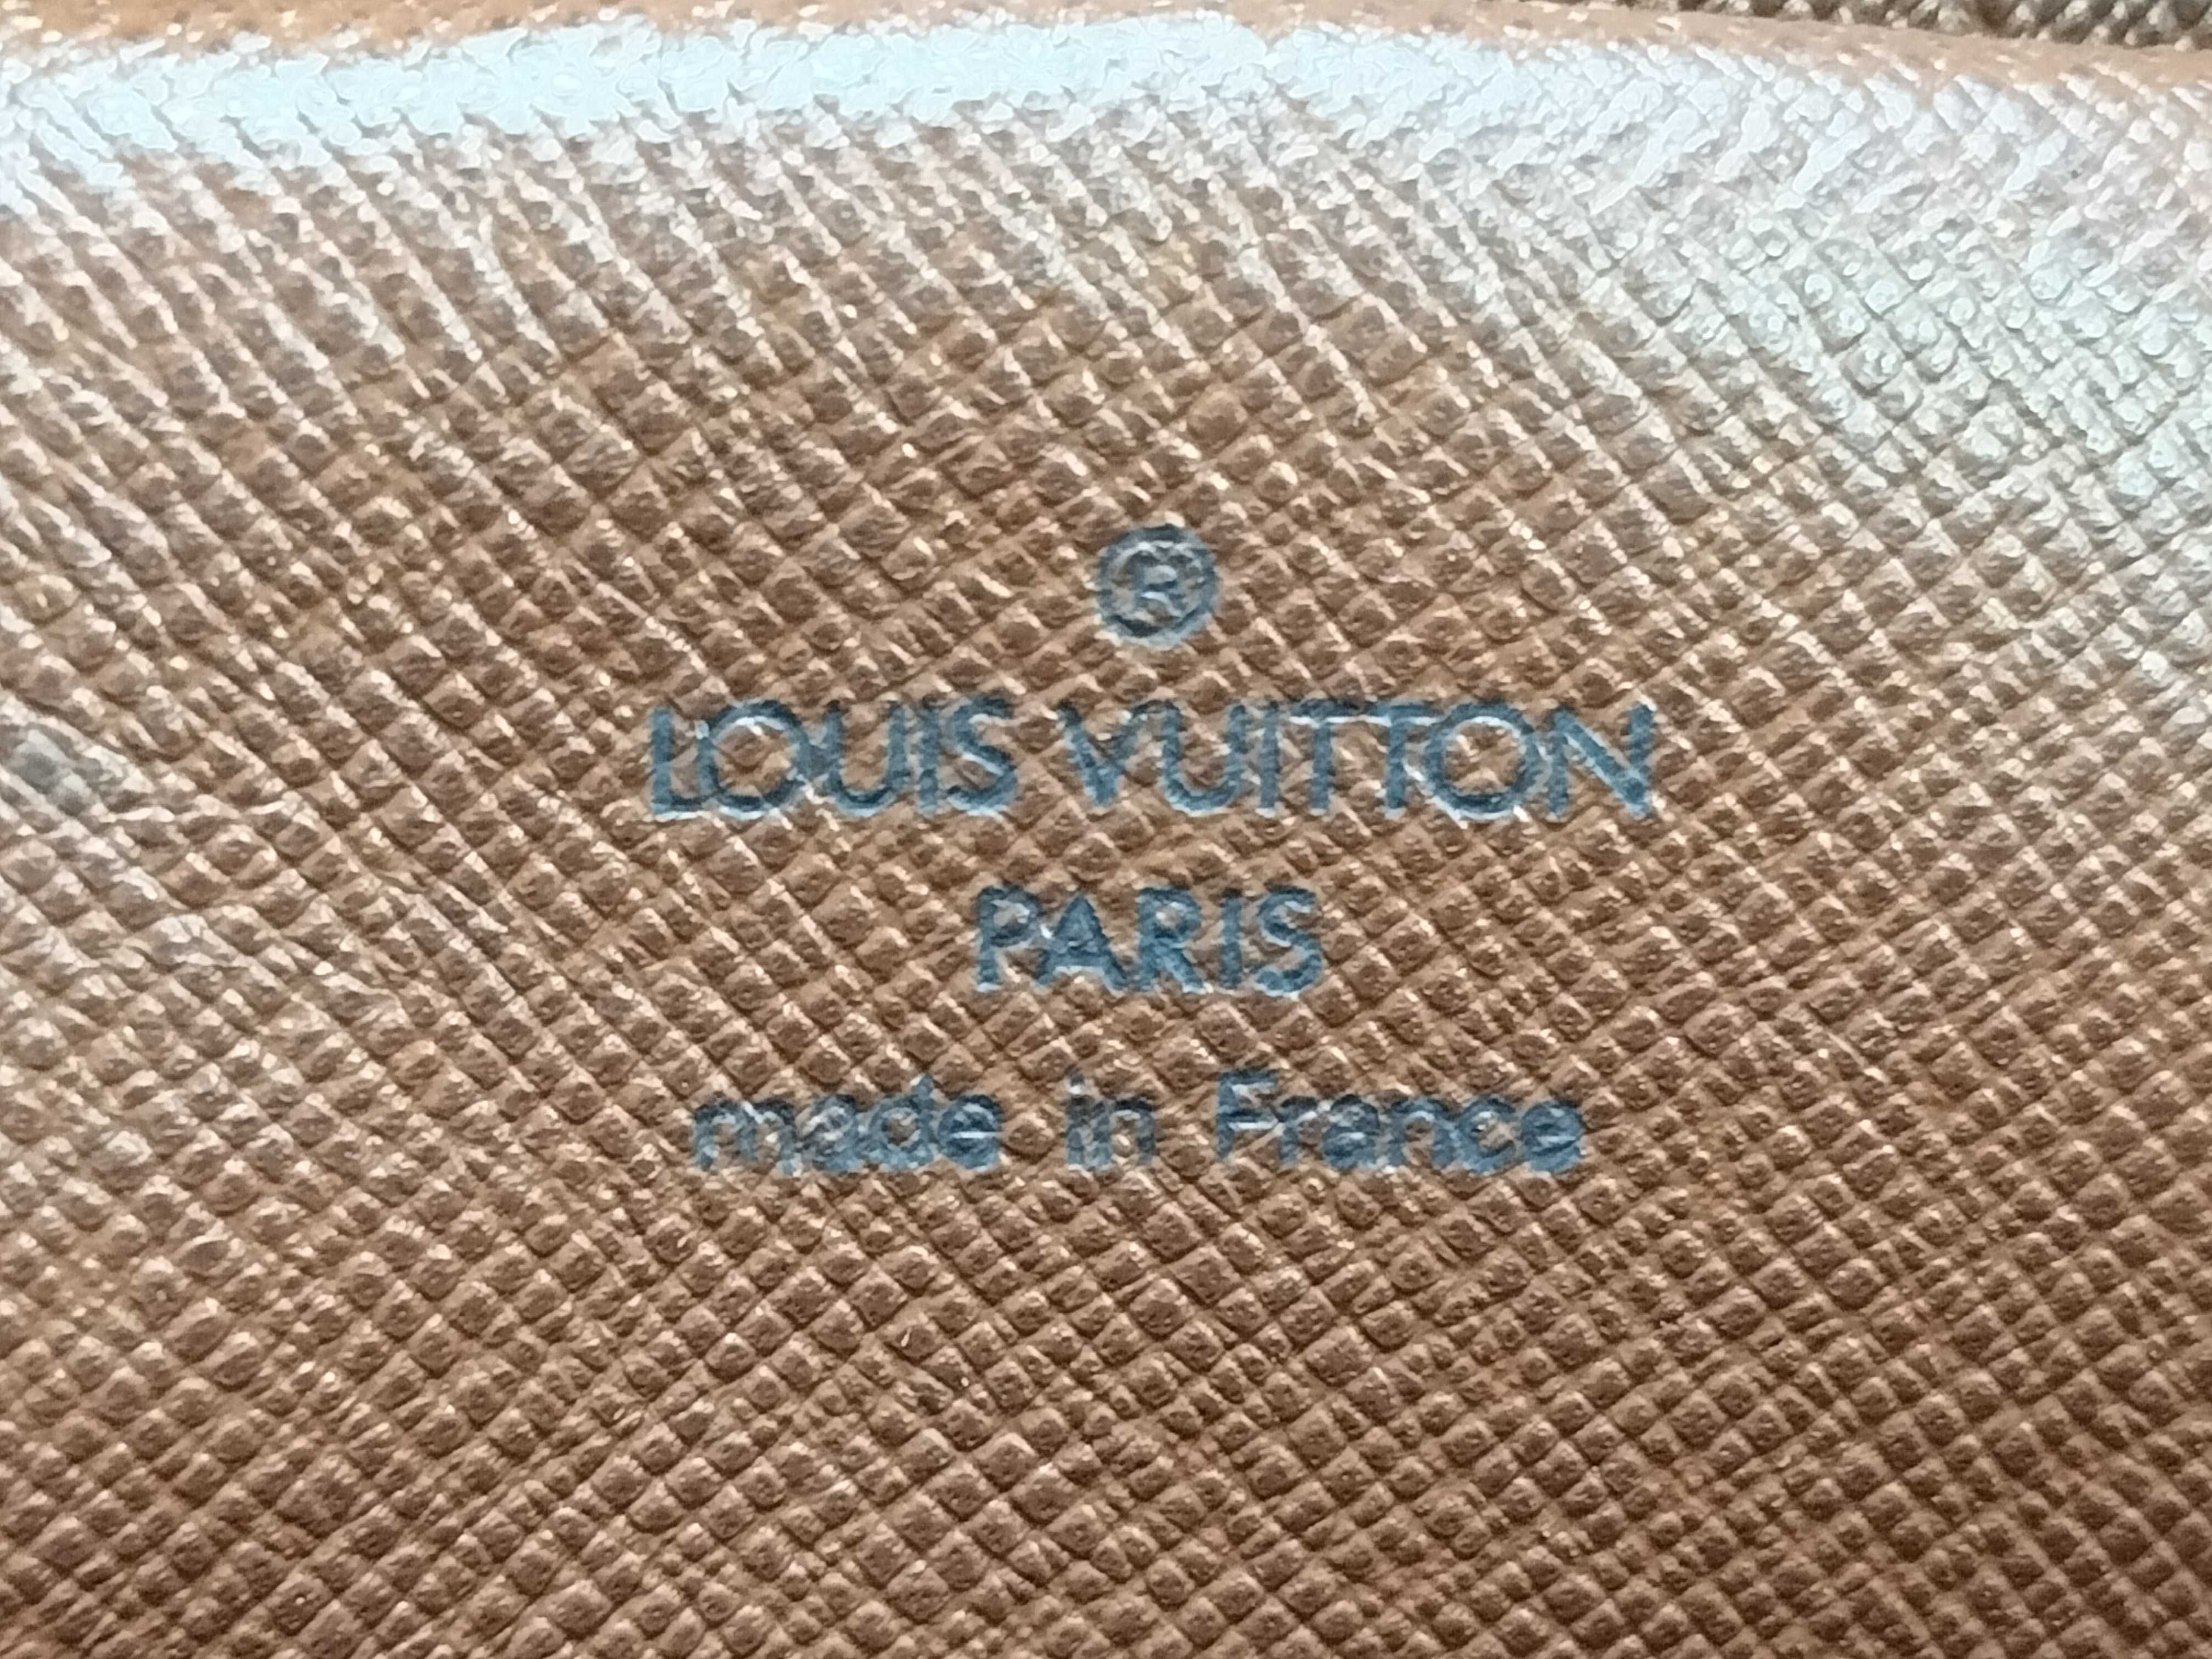 ®
LOUIS VUITTON
PARIS
made in France